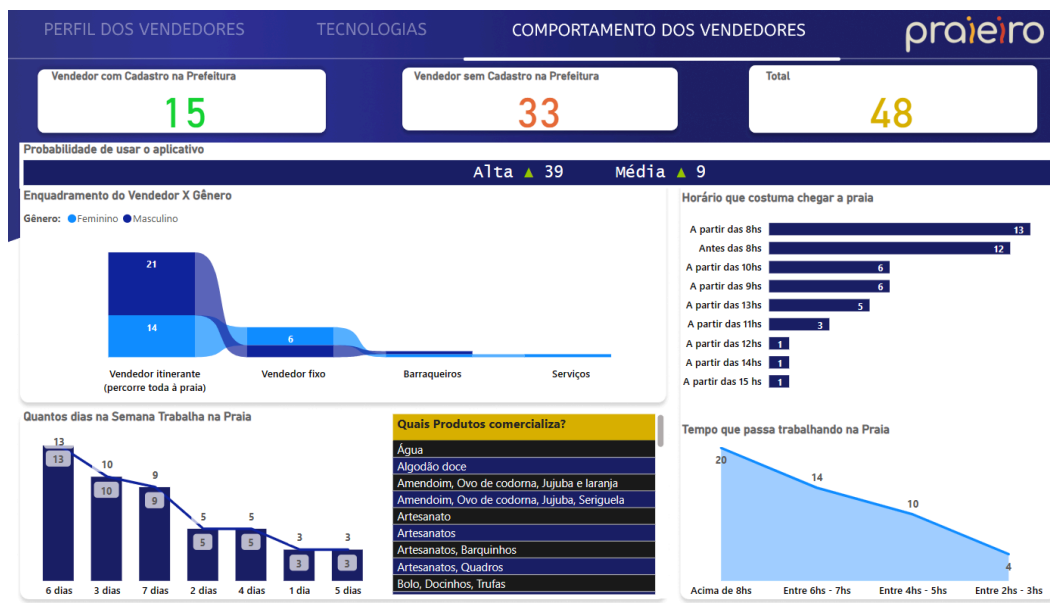 PERFIL DOS VENDEDORES
TECNOLOGIAS
COMPORTAMENTO DOS VENDEDORES
praieiro
Vendedor com Cadastro na Prefeitura
15
Vendedor sem Cadastro na Prefeitura
33
Total
48
Probabilidade de usar o aplicativo
Alta ▲ 39 Média ▲ 9
Enquadramento do Vendedor X Gênero
Gênero: Feminino Masculino
21
14
6
Vendedor itinerante
(percorre toda à praia)
Vendedor fixo
Barraqueiros
Serviços
Horário que costuma chegar a praia
A partir das 8hs 13
Antes das 8hs 12
A partir das 10hs 6
A partir das 9hs 6
A partir das 13hs 5
A partir das 11hs 3
A partir das 12hs 1
A partir das 14hs 1
A partir das 15 hs 1
Quantos dias na Semana Trabalha na Praia
13 10 9 5 5 3 3
13 10 9 5 5 3 3
6 dias 3 dias 7 dias 2 dias 4 dias 1 dia 5 dias
Quais Produtos comercializa?
Água
Algodão doce
Amendoim, Ovo de codorna, Jujuba e laranja
Amendoim, Ovo de codorna, Jujuba, Seriguela
Artesanato
Artesanatos
Artesanatos, Barquinhos
Artesanatos, Quadros
Bolo, Docinhos, Trufas
Tempo que passa trabalhando na Praia
20 14 10 4
Acima de 8hs Entre 6hs - 7hs Entre 4hs - 5hs Entre 2hs - 3hs